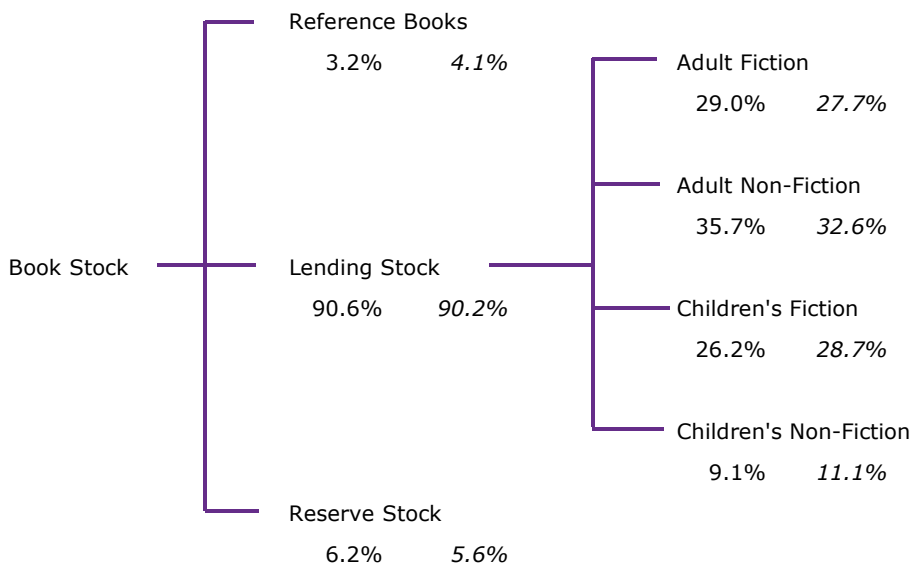 Reference Books
3.2% 4.1%
Adult Fiction
29.0% 27.7%
Adult Non-Fiction
35.7% 32.6%
Book Stock
Lending Stock
90.6% 90.2%
Children's Fiction
26.2% 28.7%
Children's Non-Fiction
9.1% 11.1%
Reserve Stock
6.2% 5.6%